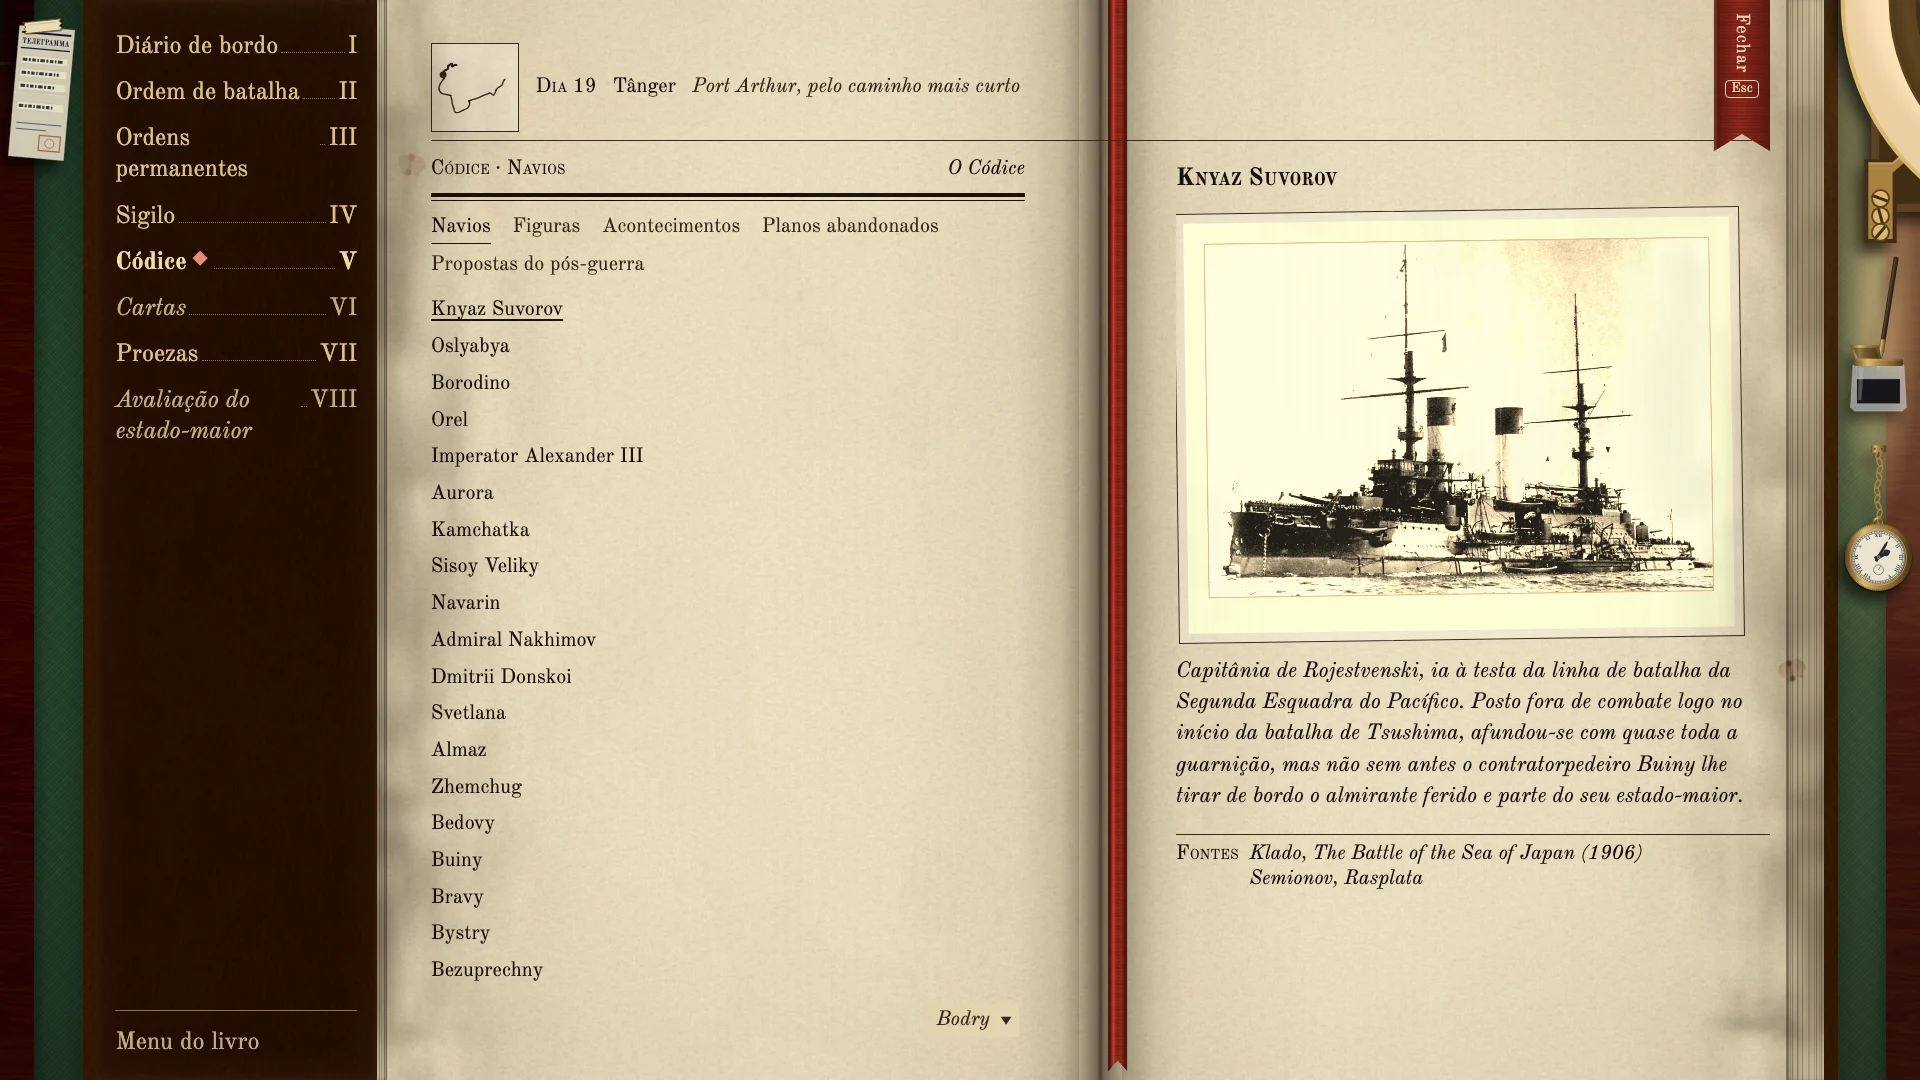 ТЕЛЕГРАММА
Diário de bordo I
Ordem de batalha II
Ordens permanentes III
Sigilo IV
Códice V
Cartas VI
Proezas VII
Avaliação do estado-maior VIII
Menu do livro
Dia 19 Tânger Port Arthur, pelo caminho mais curto
Códice · Navios O Códice
Navios Figuras Acontecimentos Planos abandonados
Propostas do pós-guerra
Knyaz Suvorov
Oslyabya
Borodino
Orel
Imperator Alexander III
Aurora
Kamchatka
Sisoy Veliky
Navarin
Admiral Nakhimov
Dmitrii Donskoi
Svetlana
Almaz
Zhemchug
Bedovy
Buiny
Bravy
Bystry
Bezuprechny
Bodry
Knyaz Suvorov
Capitânia de Rojestvenski, ia à testa da linha de batalha da
Segunda Esquadra do Pacífico. Posto fora de combate logo no
início da batalha de Tsushima, afundou-se com quase toda a
guarnição, mas não sem antes o contratorpedeiro Buiny lhe
tirar de bordo o almirante ferido e parte do seu estado-maior.
Fontes Klado, The Battle of the Sea of Japan (1906)
Semionov, Rasplata
Fechar
Esc